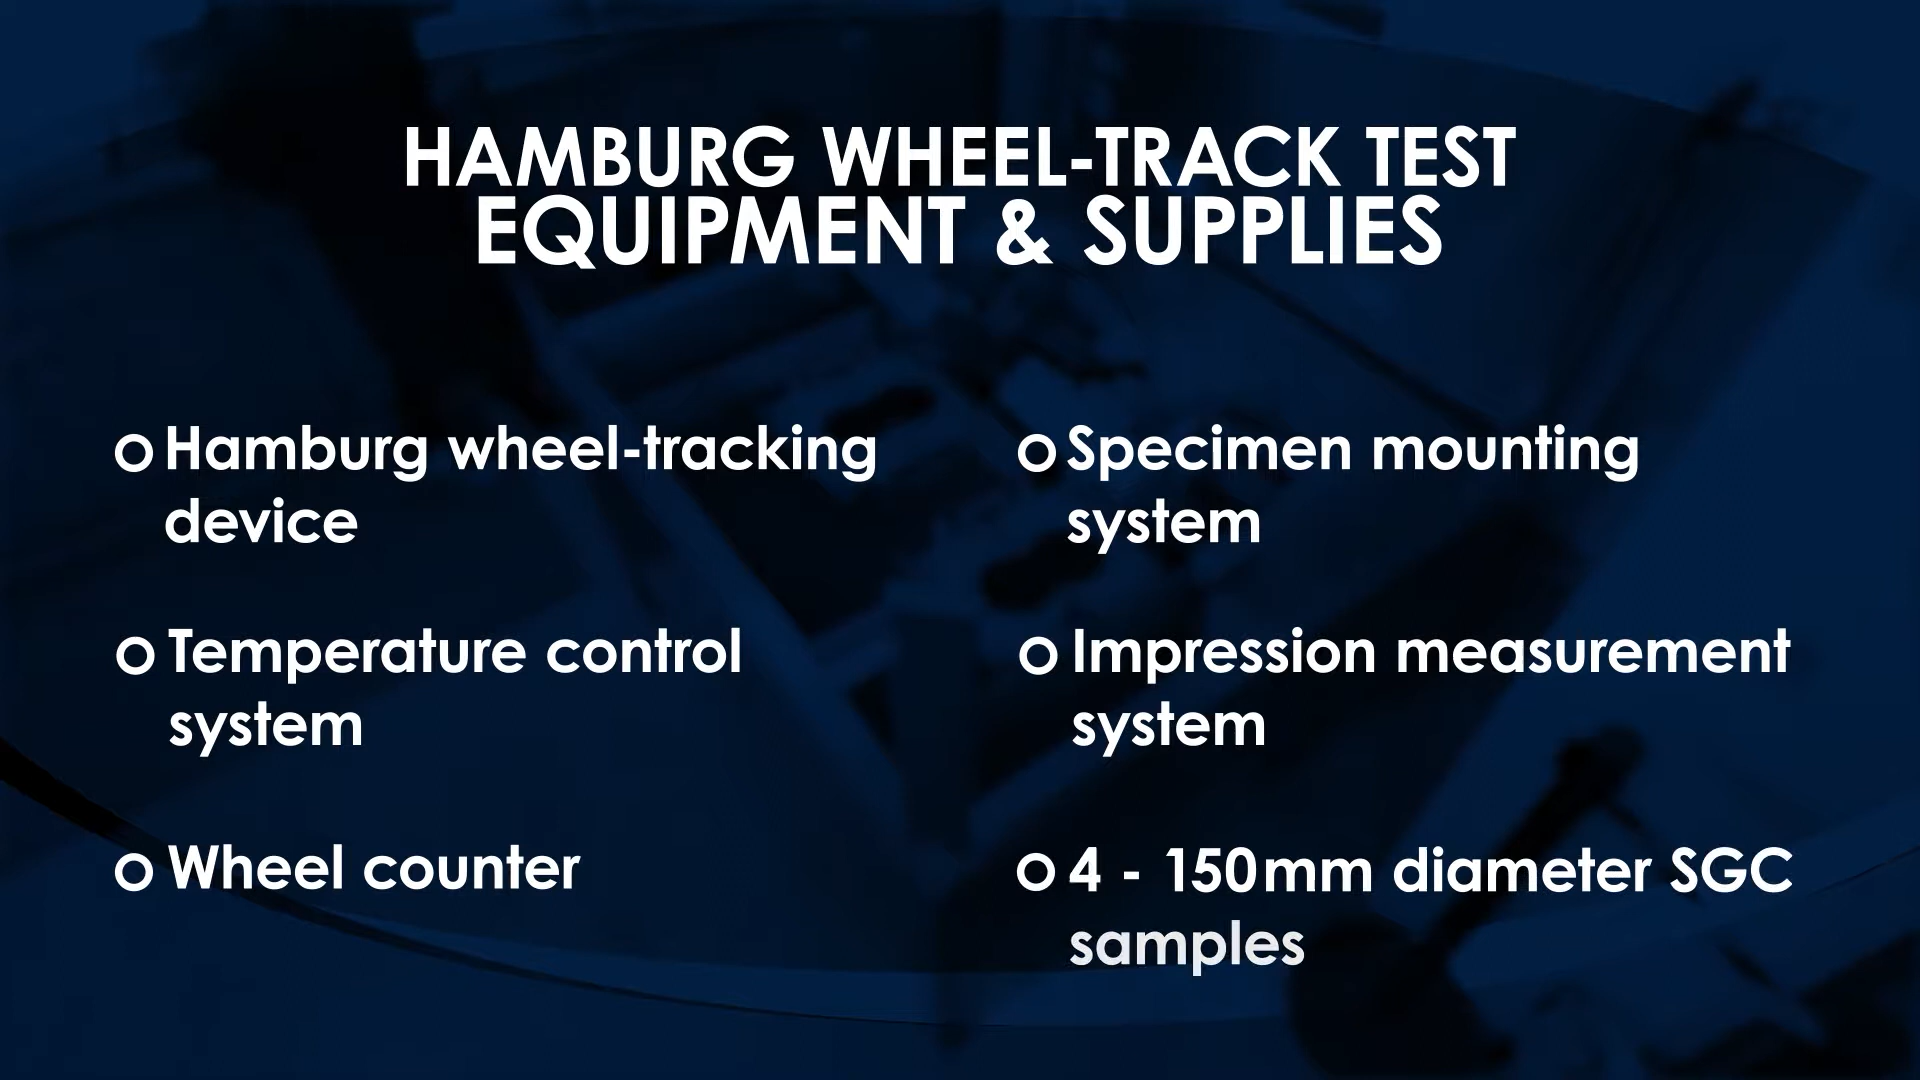 HAMBURG WHEEL-TRACK TEST
EQUIPMENT & SUPPLIES
Hamburg wheel-tracking
device
Temperature control
system
Wheel counter
Specimen mounting
system
Impression measurement
system
4 - 150mm diameter SGC
samples